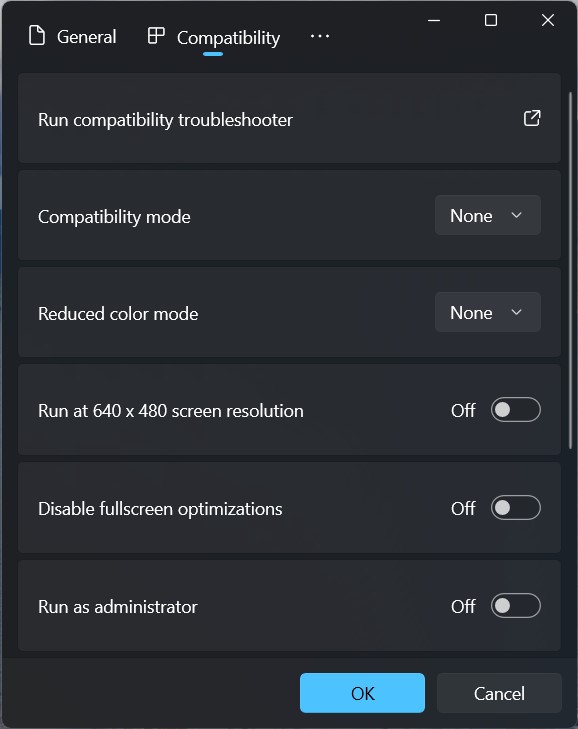 General Compatibility ...
Run compatibility troubleshooter
Compatibility mode None
Reduced color mode None
Run at 640 x 480 screen resolution Off
Disable fullscreen optimizations Off
Run as administrator Off
OK Cancel